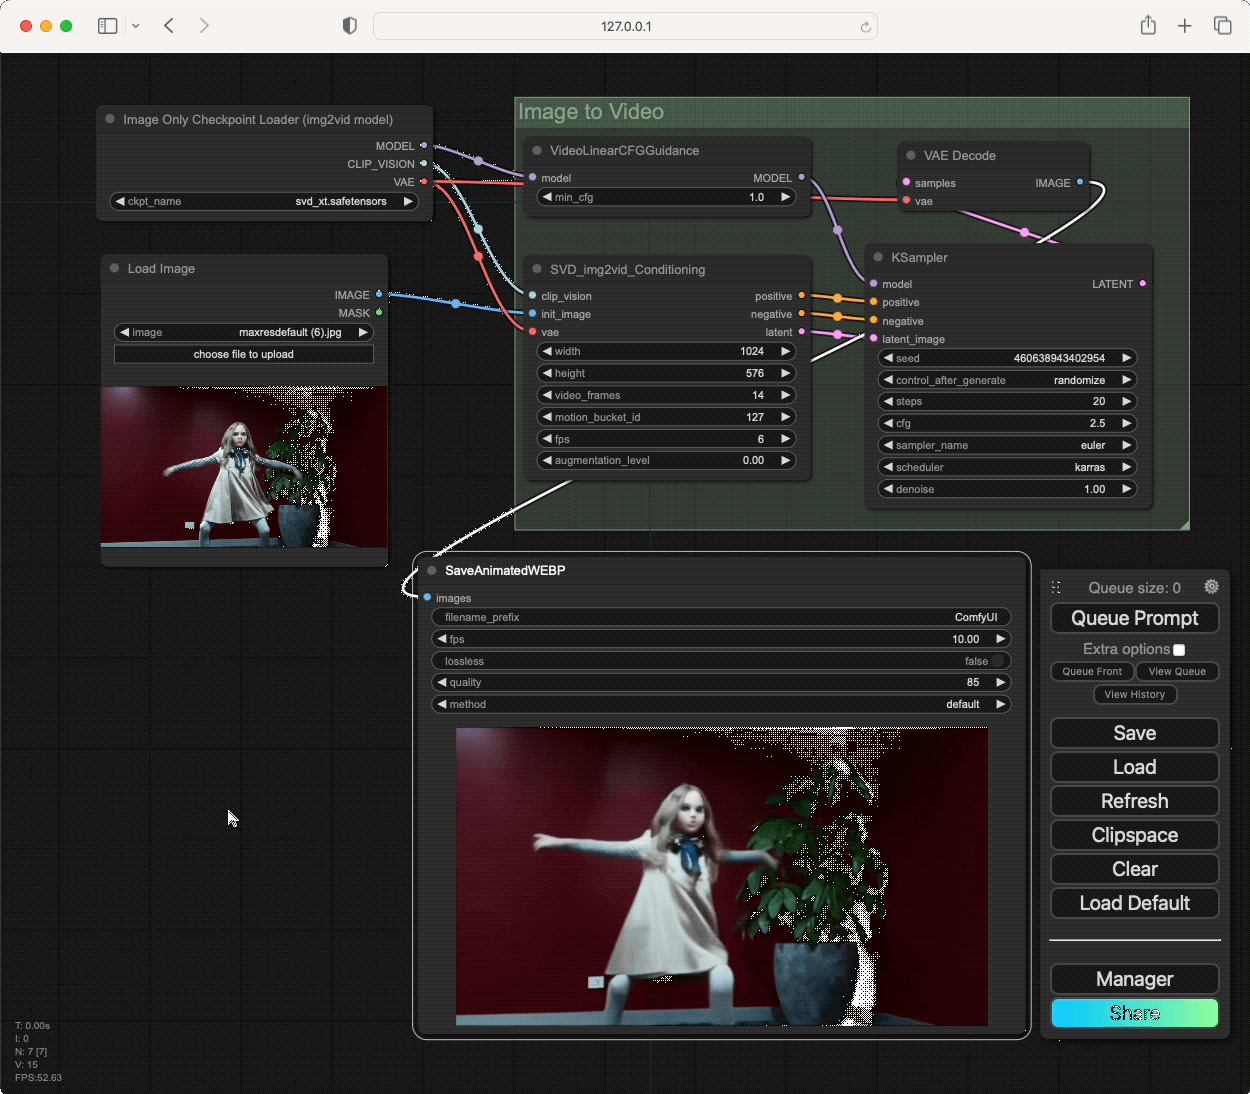 127.0.0.1
Image Only Checkpoint Loader (img2vid model)
MODEL
CLIP_VISION
VAE
ckpt_name svd_xt.safetensors
Load Image
IMAGE
MASK
image maxresdefault (6).jpg
choose file to upload
Image to Video
VideoLinearCFGGuidance
model MODEL
min_cfg 1.0
VAE Decode
samples IMAGE
vae
SVD_img2vid_Conditioning
clip_vision positive
init_image negative
vae latent
width 1024
height 576
video_frames 14
motion_bucket_id 127
fps 6
augmentation_level 0.00
KSampler
model LATENT
positive
negative
latent_image
seed 460638943402954
control_after_generate randomize
steps 20
cfg 2.5
sampler_name euler
scheduler karras
denoise 1.00
SaveAnimatedWEBP
images
filename_prefix ComfyUI
fps 10.00
lossless false
quality 85
method default
Queue size: 0
Queue Prompt
Extra options
Queue Front View Queue
View History
Save
Load
Refresh
Clipspace
Clear
Load Default
Manager
Share
T: 0.00s
I: 0
N: 7 [7]
V: 15
FPS:52.63